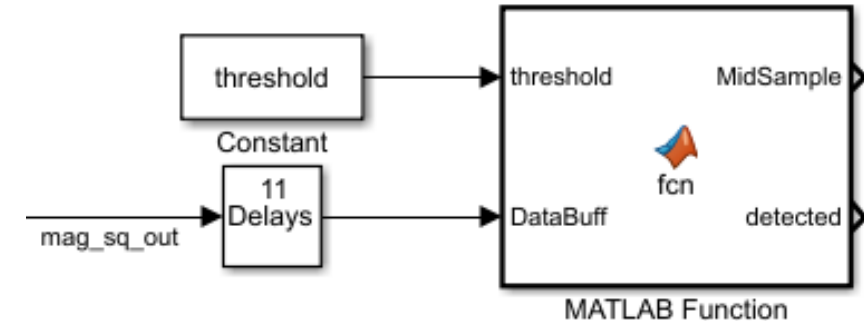 threshold
Constant
11
Delays
mag_sq_out
threshold
MidSample
fcn
DataBuff
detected
MATLAB Function